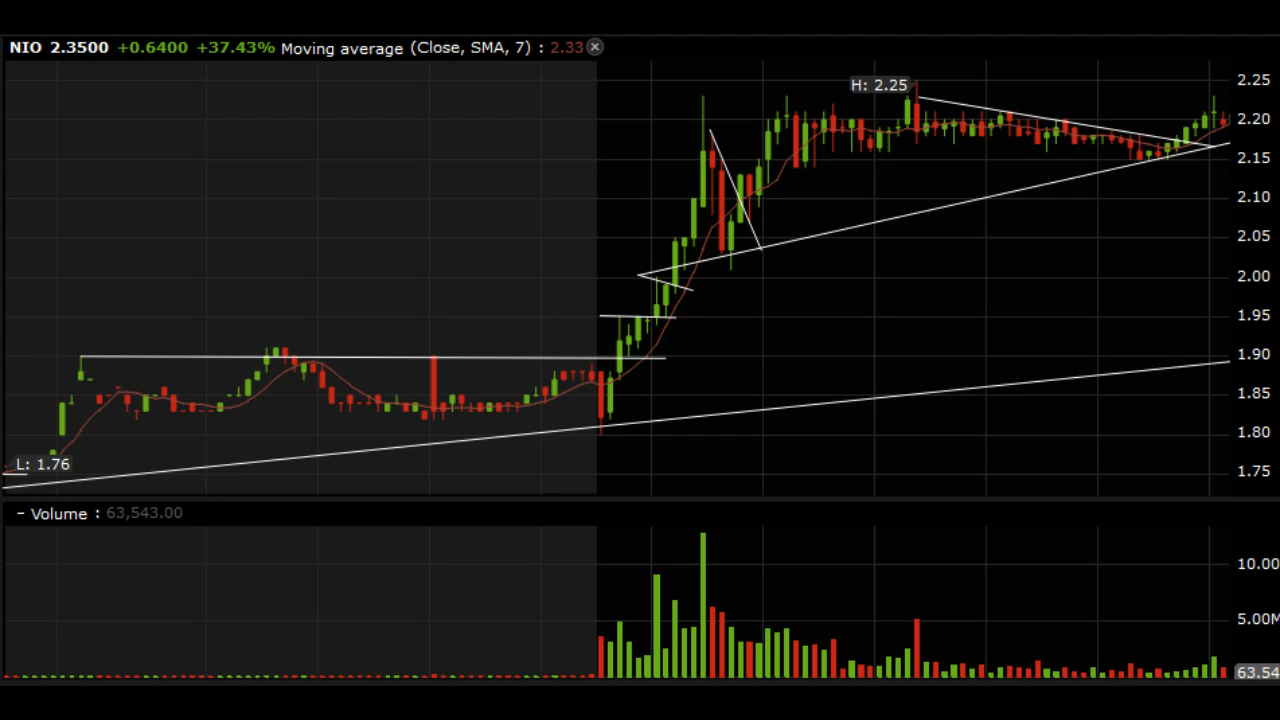 NIO 2.3500 +0.6400 +37.43% Moving average (Close, SMA, 7) : 2.33
H: 2.25
2.25
2.20
2.15
2.10
2.05
2.00
1.95
1.90
1.85
1.80
L: 1.76
1.75
− Volume : 63,543.00
10.00
5.00M
63.54